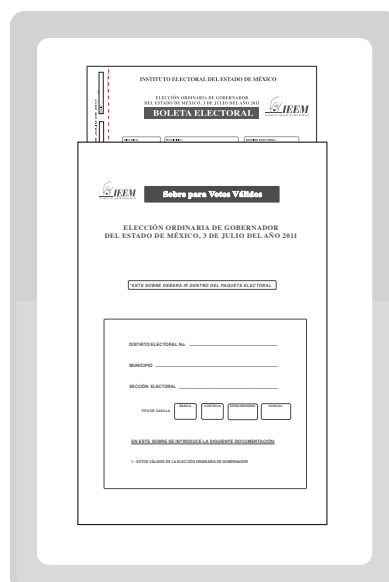 INSTITUTO ELECTORAL DEL ESTADO DE MÉXICO
ELECCIÓN ORDINARIA DE GOBERNADOR
DEL ESTADO DE MÉXICO, 3 DE JULIO DEL AÑO 2011
BOLETA ELECTORAL
IEEM
IEEM
Sobre para Votos Válidos
ELECCIÓN ORDINARIA DE GOBERNADOR
DEL ESTADO DE MÉXICO, 3 DE JULIO DEL AÑO 2011
*ESTE SOBRE DEBERÁ IR DENTRO DEL PAQUETE ELECTORAL
DISTRITO ELECTORAL No.
MUNICIPIO
SECCIÓN ELECTORAL
TIPO DE CASILLA BÁSICA CONTIGUA EXTRAORDINARIA ESPECIAL
EN ESTE SOBRE SE INTRODUCE LA SIGUIENTE DOCUMENTACIÓN:
1.- VOTOS VÁLIDOS DE LA ELECCIÓN ORDINARIA DE GOBERNADOR